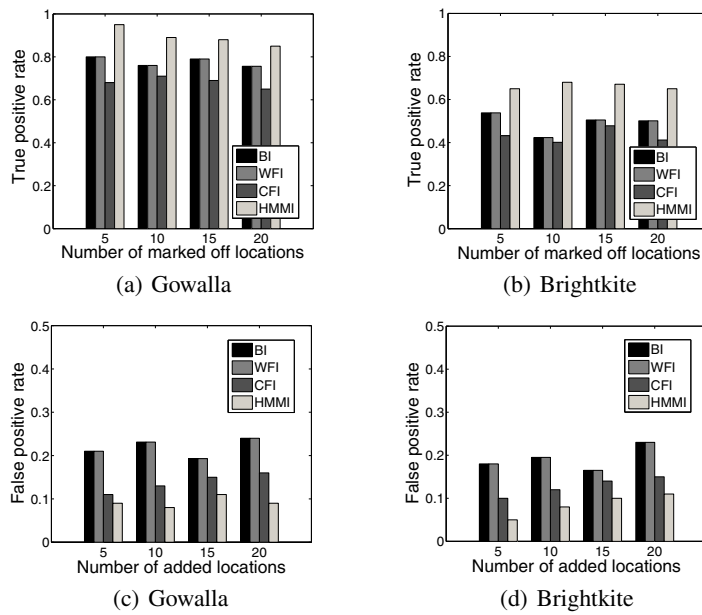 1
0.8
0.6
0.4
0.2
0
True positive rate
BI
WFI
CFI
HMMI
5 10 15 20
Number of marked off locations
(a) Gowalla
1
0.8
0.6
0.4
0.2
0
True positive rate
BI
WFI
CFI
HMMI
5 10 15 20
Number of marked off locations
(b) Brightkite
0.5
0.4
0.3
0.2
0.1
0
False positive rate
BI
WFI
CFI
HMMI
5 10 15 20
Number of added locations
(c) Gowalla
0.5
0.4
0.3
0.2
0.1
0
False positive rate
BI
WFI
CFI
HMMI
5 10 15 20
Number of added locations
(d) Brightkite